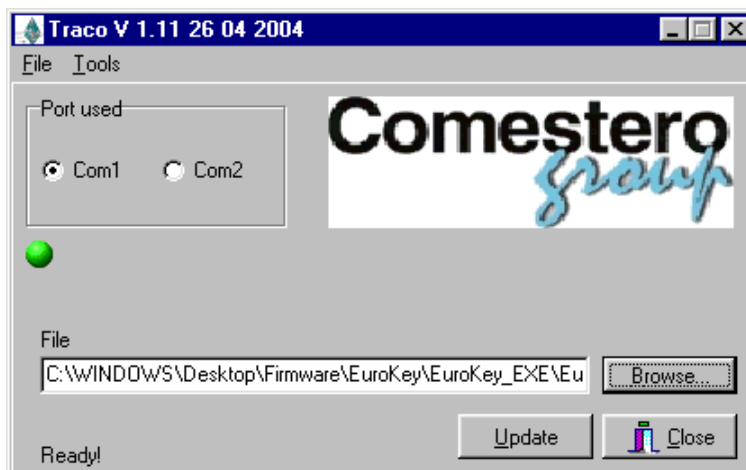 Traco V 1.11 26 04 2004
File Tools
Port used
Com1 Com2
Comestero
group
File
C:\WINDOWS\Desktop\Firmware\EuroKey\EuroKey_EXE\Eu
Browse...
Update
Close
Ready!